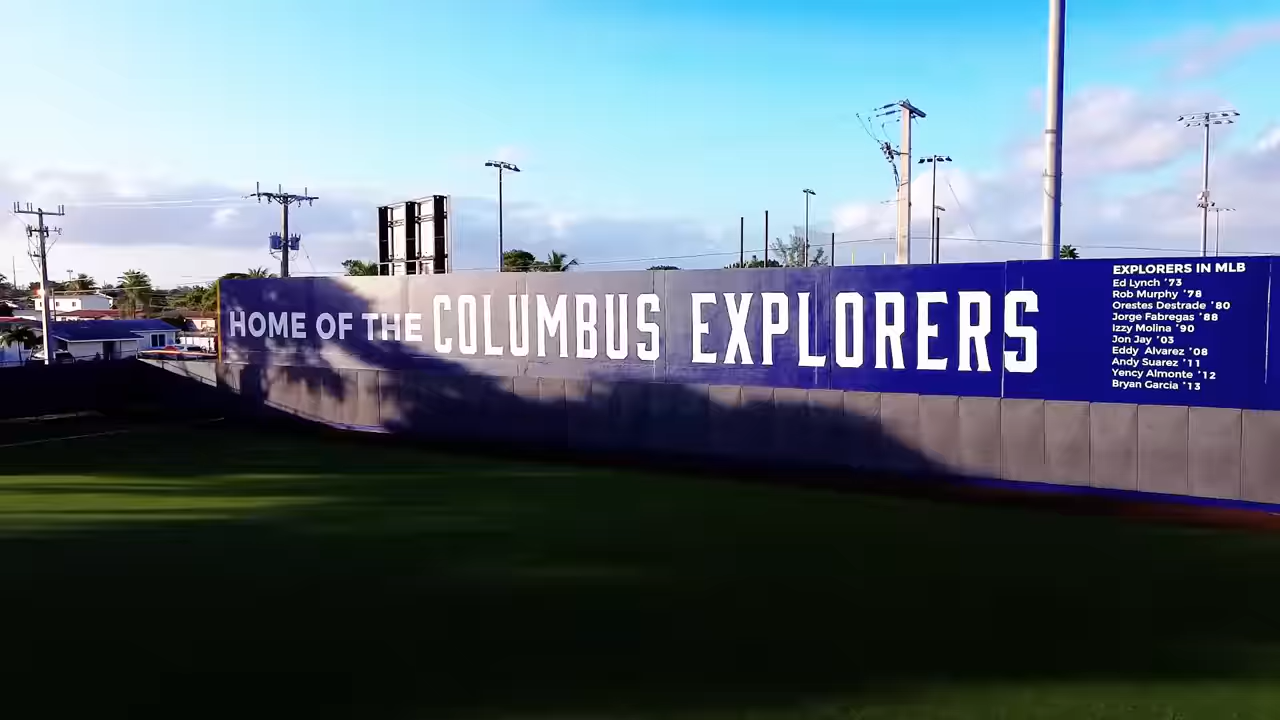 HOME OF THE COLUMBUS EXPLORERS
EXPLORERS IN MLB
Ed Lynch '73
Rob Murphy '78
Orestes Destrade '80
Jorge Fabregas '88
Izzy Molina '90
Jon Jay '03
Eddy Alvarez '08
Andy Suarez '11
Yency Almonte '12
Bryan Garcia '13